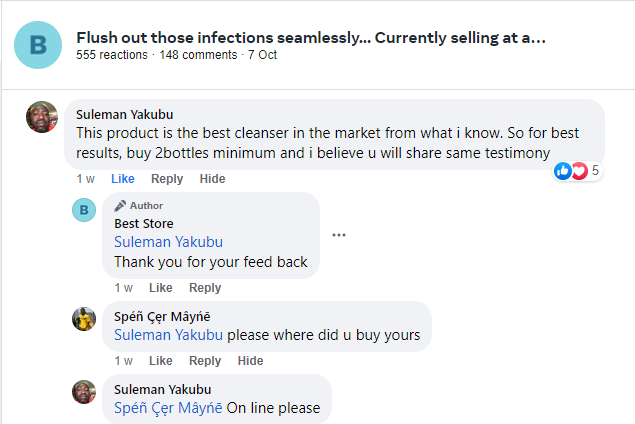 B
Flush out those infections seamlessly... Currently selling at a...
555 reactions · 148 comments · 7 Oct
Suleman Yakubu
This product is the best cleanser in the market from what i know. So for best
results, buy 2bottles minimum and i believe u will share same testimony
5
1 w Like Reply Hide
B
Author
Best Store
Suleman Yakubu
Thank you for your feed back
1 w Like Reply
Spéñ Çęr Mâyńē
Suleman Yakubu please where did u buy yours
1 w Like Reply Hide
Suleman Yakubu
Spéñ Çęr Mâyńē On line please